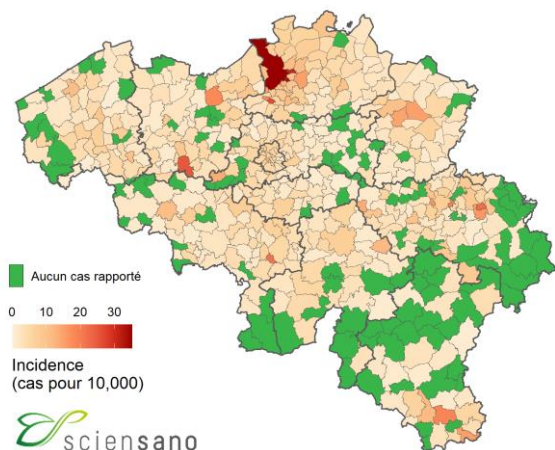 Aucun cas rapporté
0 10 20 30
Incidence
(cas pour 10,000)
sciensano